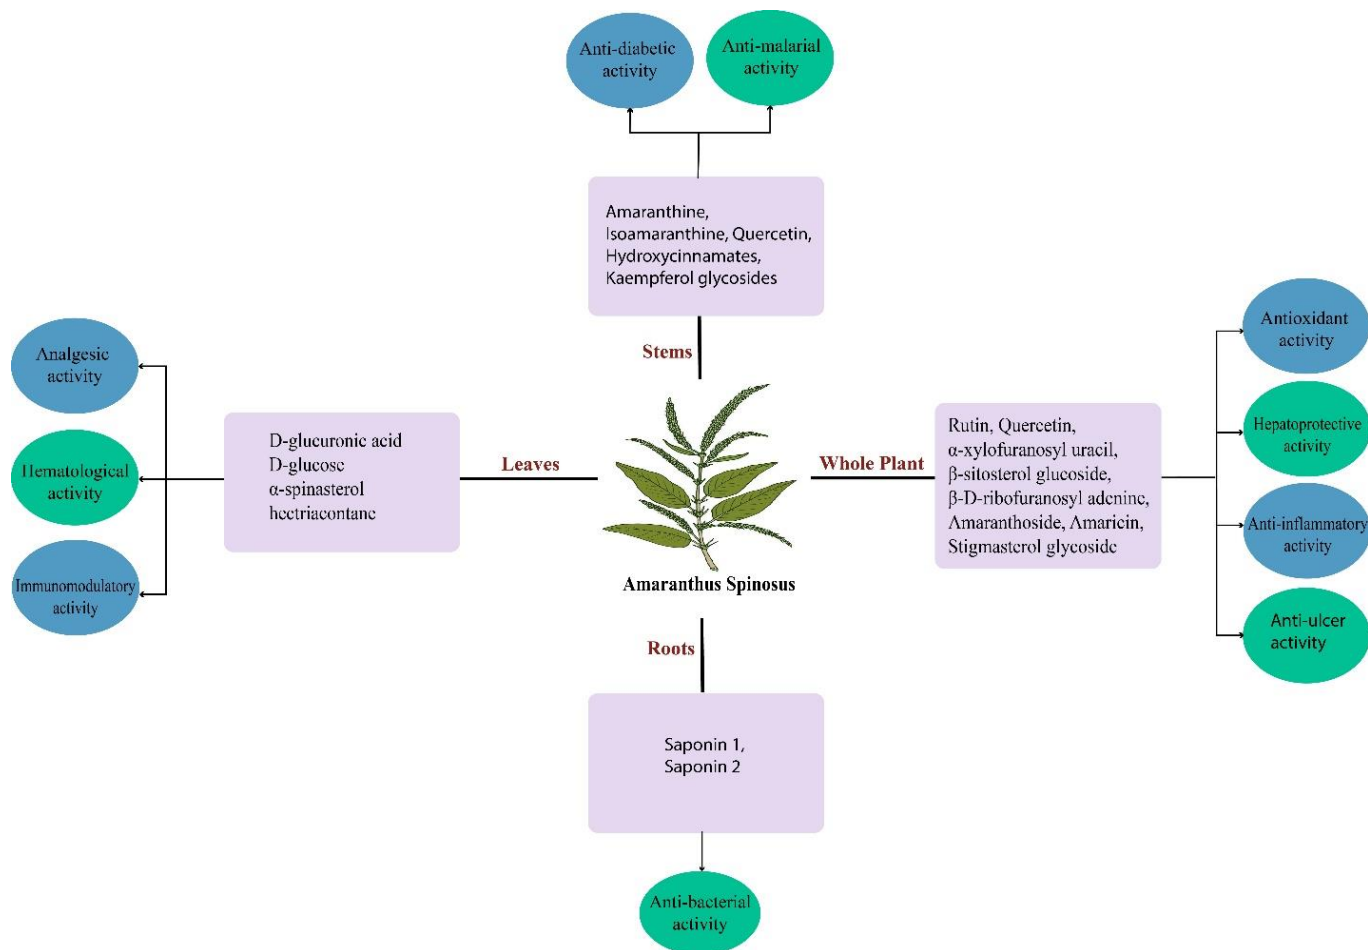 Anti-diabetic
activity
Anti-malarial
activity
Amaranthine,
Isoamaranthine, Quercetin,
Hydroxycinnamates,
Kaempferol glycosides
Stems
Analgesic
activity
Hematological
activity
Immunomodulatory
activity
D-glucuronic acid
D-glucose
α-spinasterol
hectriacontane
Leaves
Amaranthus Spinosus
Whole Plant
Rutin, Quercetin,
α-xylofuranosyl uracil,
β-sitosterol glucoside,
β-D-ribofuranosyl adenine,
Amaranthoside, Amaricin,
Stigmasterol glycoside
Antioxidant
activity
Hepatoprotective
activity
Anti-inflammatory
activity
Anti-ulcer
activity
Roots
Saponin 1,
Saponin 2
Anti-bacterial
activity